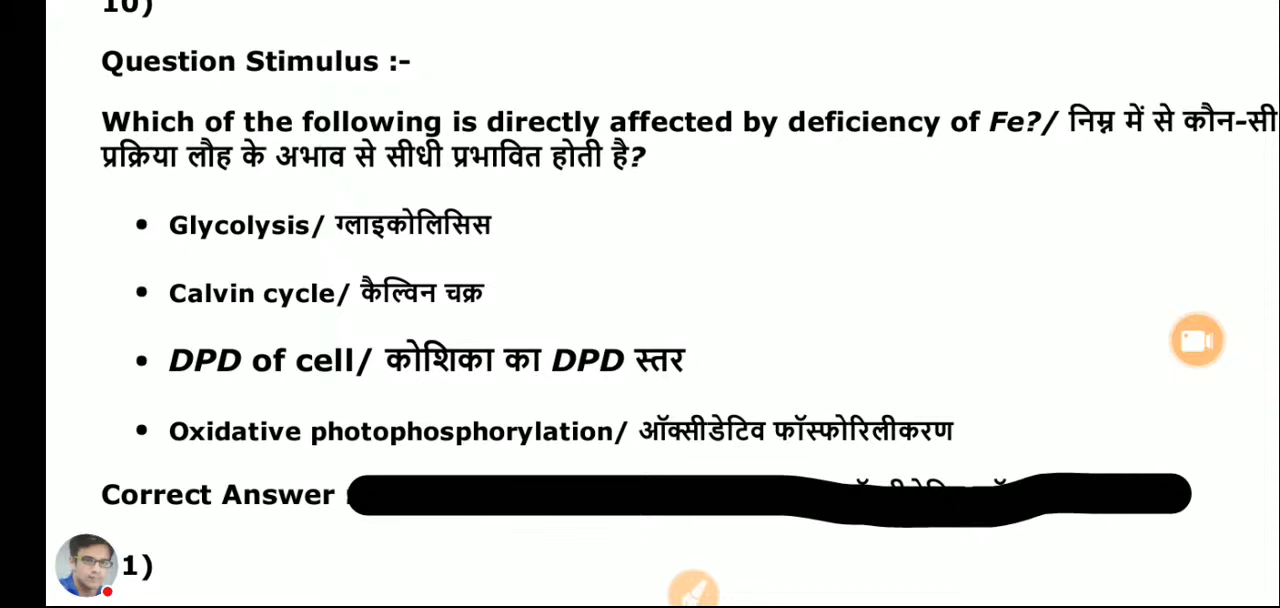 10)
Question Stimulus :-
Which of the following is directly affected by deficiency of Fe?/ निम्न में से कौन-सी
प्रक्रिया लौह के अभाव से सीधी प्रभावित होती है?
• Glycolysis/ ग्लाइकोलिसिस
• Calvin cycle/ कैल्विन चक्र
• DPD of cell/ कोशिका का DPD स्तर
• Oxidative photophosphorylation/ ऑक्सीडेटिव फॉस्फोरिलीकरण
Correct Answer
1)